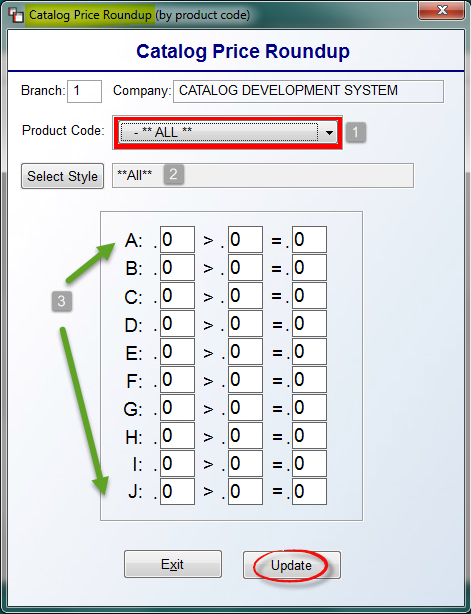 Catalog Price Roundup (by product code)
Catalog Price Roundup
Branch: 1 Company: CATALOG DEVELOPMENT SYSTEM
Product Code: - ** ALL ** 1
Select Style **All** 2
A: .0 > .0 =.0
B: .0 > .0 =.0
C: .0 > .0 =.0
3
D: .0 > .0 =.0
E: .0 > .0 =.0
F: .0 > .0 =.0
G: .0 > .0 =.0
H: .0 > .0 =.0
I: .0 > .0 =.0
J: .0 > .0 =.0
Exit Update